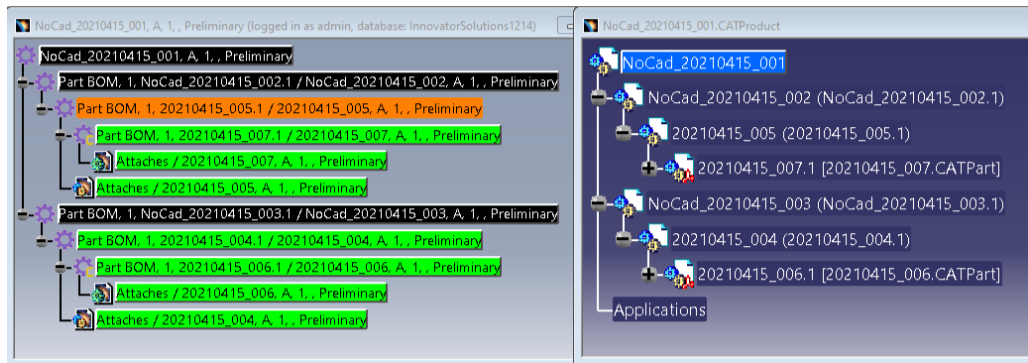 NoCad_20210415_001, A, 1, , Preliminary (logged in as admin, database: InnovatorSolutions1214)
NoCad_20210415_001, A, 1, , Preliminary
Part BOM, 1, NoCad_20210415_002.1 / NoCad_20210415_002, A, 1, , Preliminary
Part BOM, 1, 20210415_005.1 / 20210415_005, A, 1, , Preliminary
Part BOM, 1, 20210415_007.1 / 20210415_007, A, 1, , Preliminary
Attaches / 20210415_007, A, 1, , Preliminary
Attaches / 20210415_005, A, 1, , Preliminary
Part BOM, 1, NoCad_20210415_003.1 / NoCad_20210415_003, A, 1, , Preliminary
Part BOM, 1, 20210415_004.1 / 20210415_004, A, 1, , Preliminary
Part BOM, 1, 20210415_006.1 / 20210415_006, A, 1, , Preliminary
Attaches / 20210415_006, A, 1, , Preliminary
Attaches / 20210415_004, A, 1, , Preliminary
NoCad_20210415_001.CATProduct
NoCad_20210415_001
NoCad_20210415_002 (NoCad_20210415_002.1)
20210415_005 (20210415_005.1)
20210415_007.1 [20210415_007.CATPart]
NoCad_20210415_003 (NoCad_20210415_003.1)
20210415_004 (20210415_004.1)
20210415_006.1 [20210415_006.CATPart]
Applications